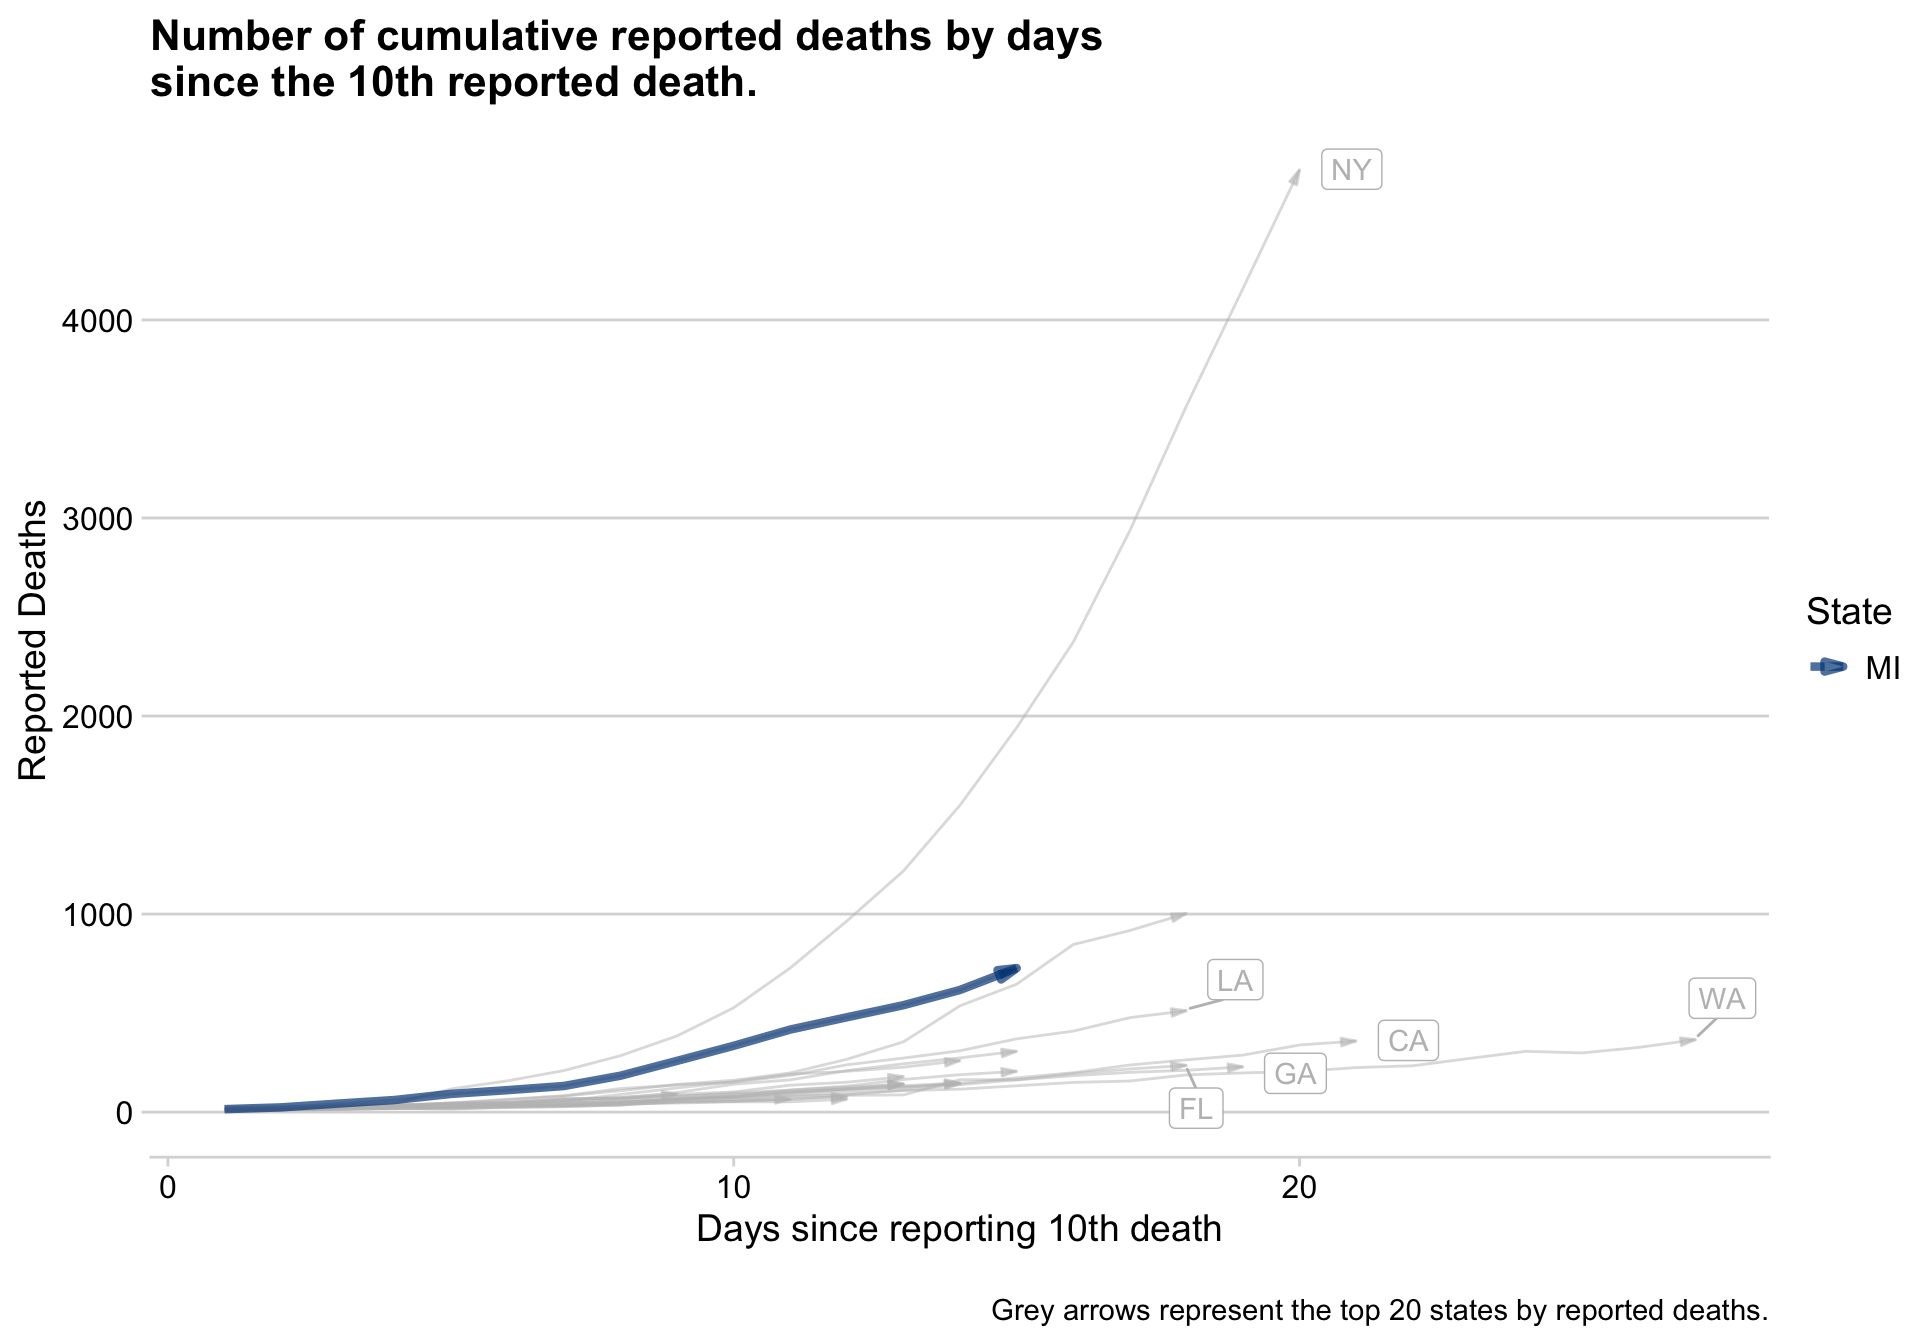 Number of cumulative reported deaths by days
since the 10th reported death.
NY
4000
3000
2000
1000
0
Reported Deaths
State
MI
LA
WA
CA
GA
FL
0
10
20
Days since reporting 10th death
Grey arrows represent the top 20 states by reported deaths.